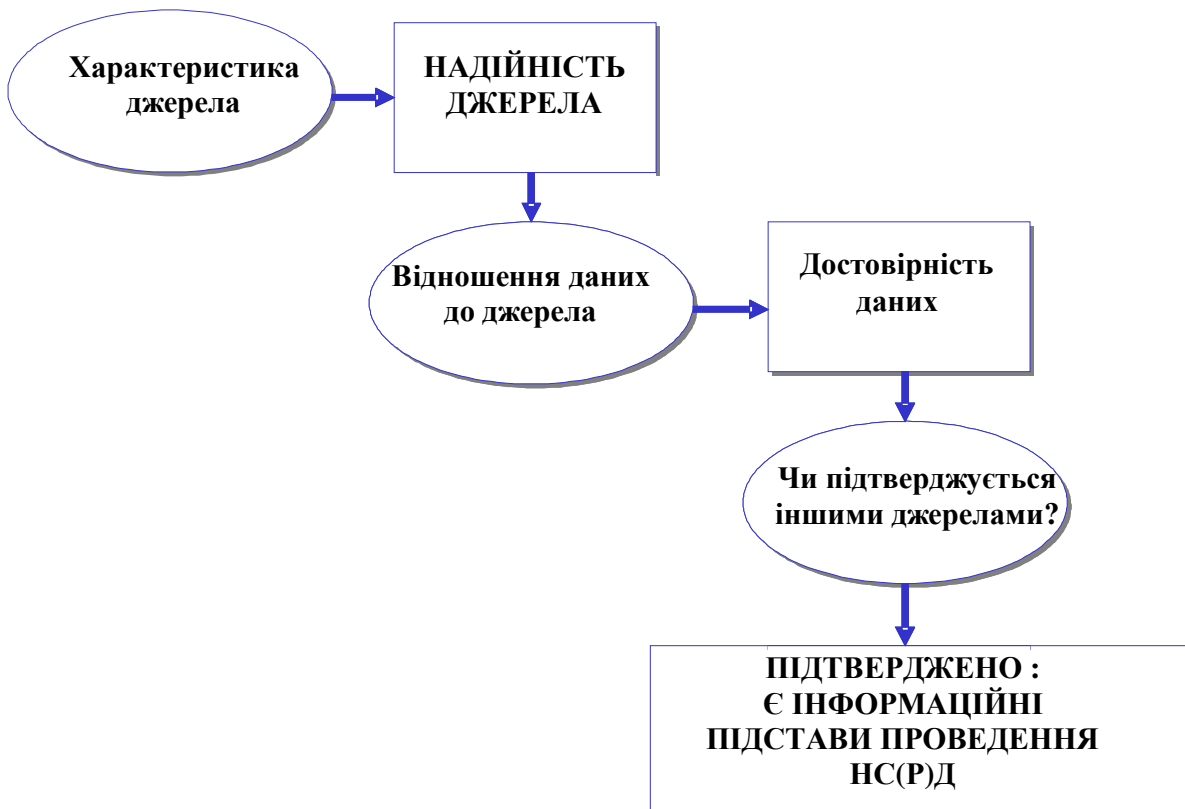 Характеристика
джерела
НАДІЙНІСТЬ
ДЖЕРЕЛА
Відношення даних
до джерела
Достовірність
даних
Чи підтверджується
іншими джерелами?
ПІДТВЕРДЖЕНО :
Є ІНФОРМАЦІЙНІ
ПІДСТАВИ ПРОВЕДЕННЯ
НС(Р)Д